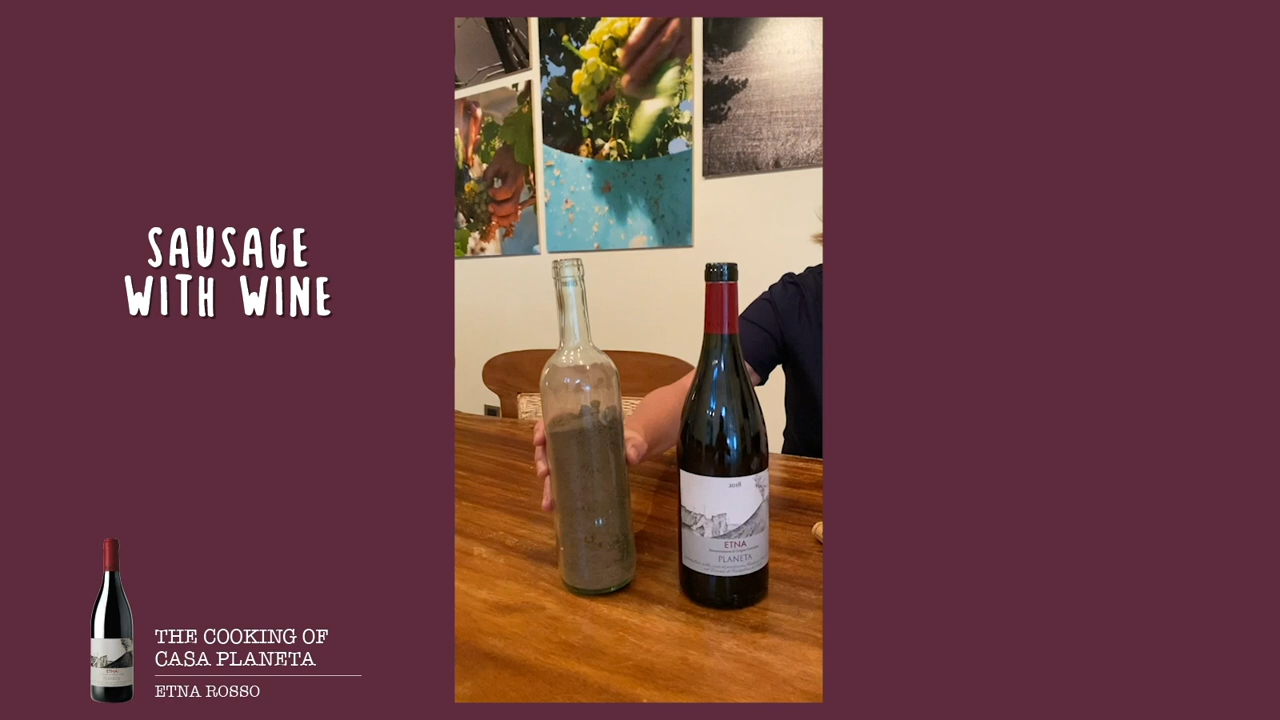 SAUSAGE
WITH WINE
2018
ETNA
PLANETA
THE COOKING OF
CASA PLANETA
ETNA ROSSO